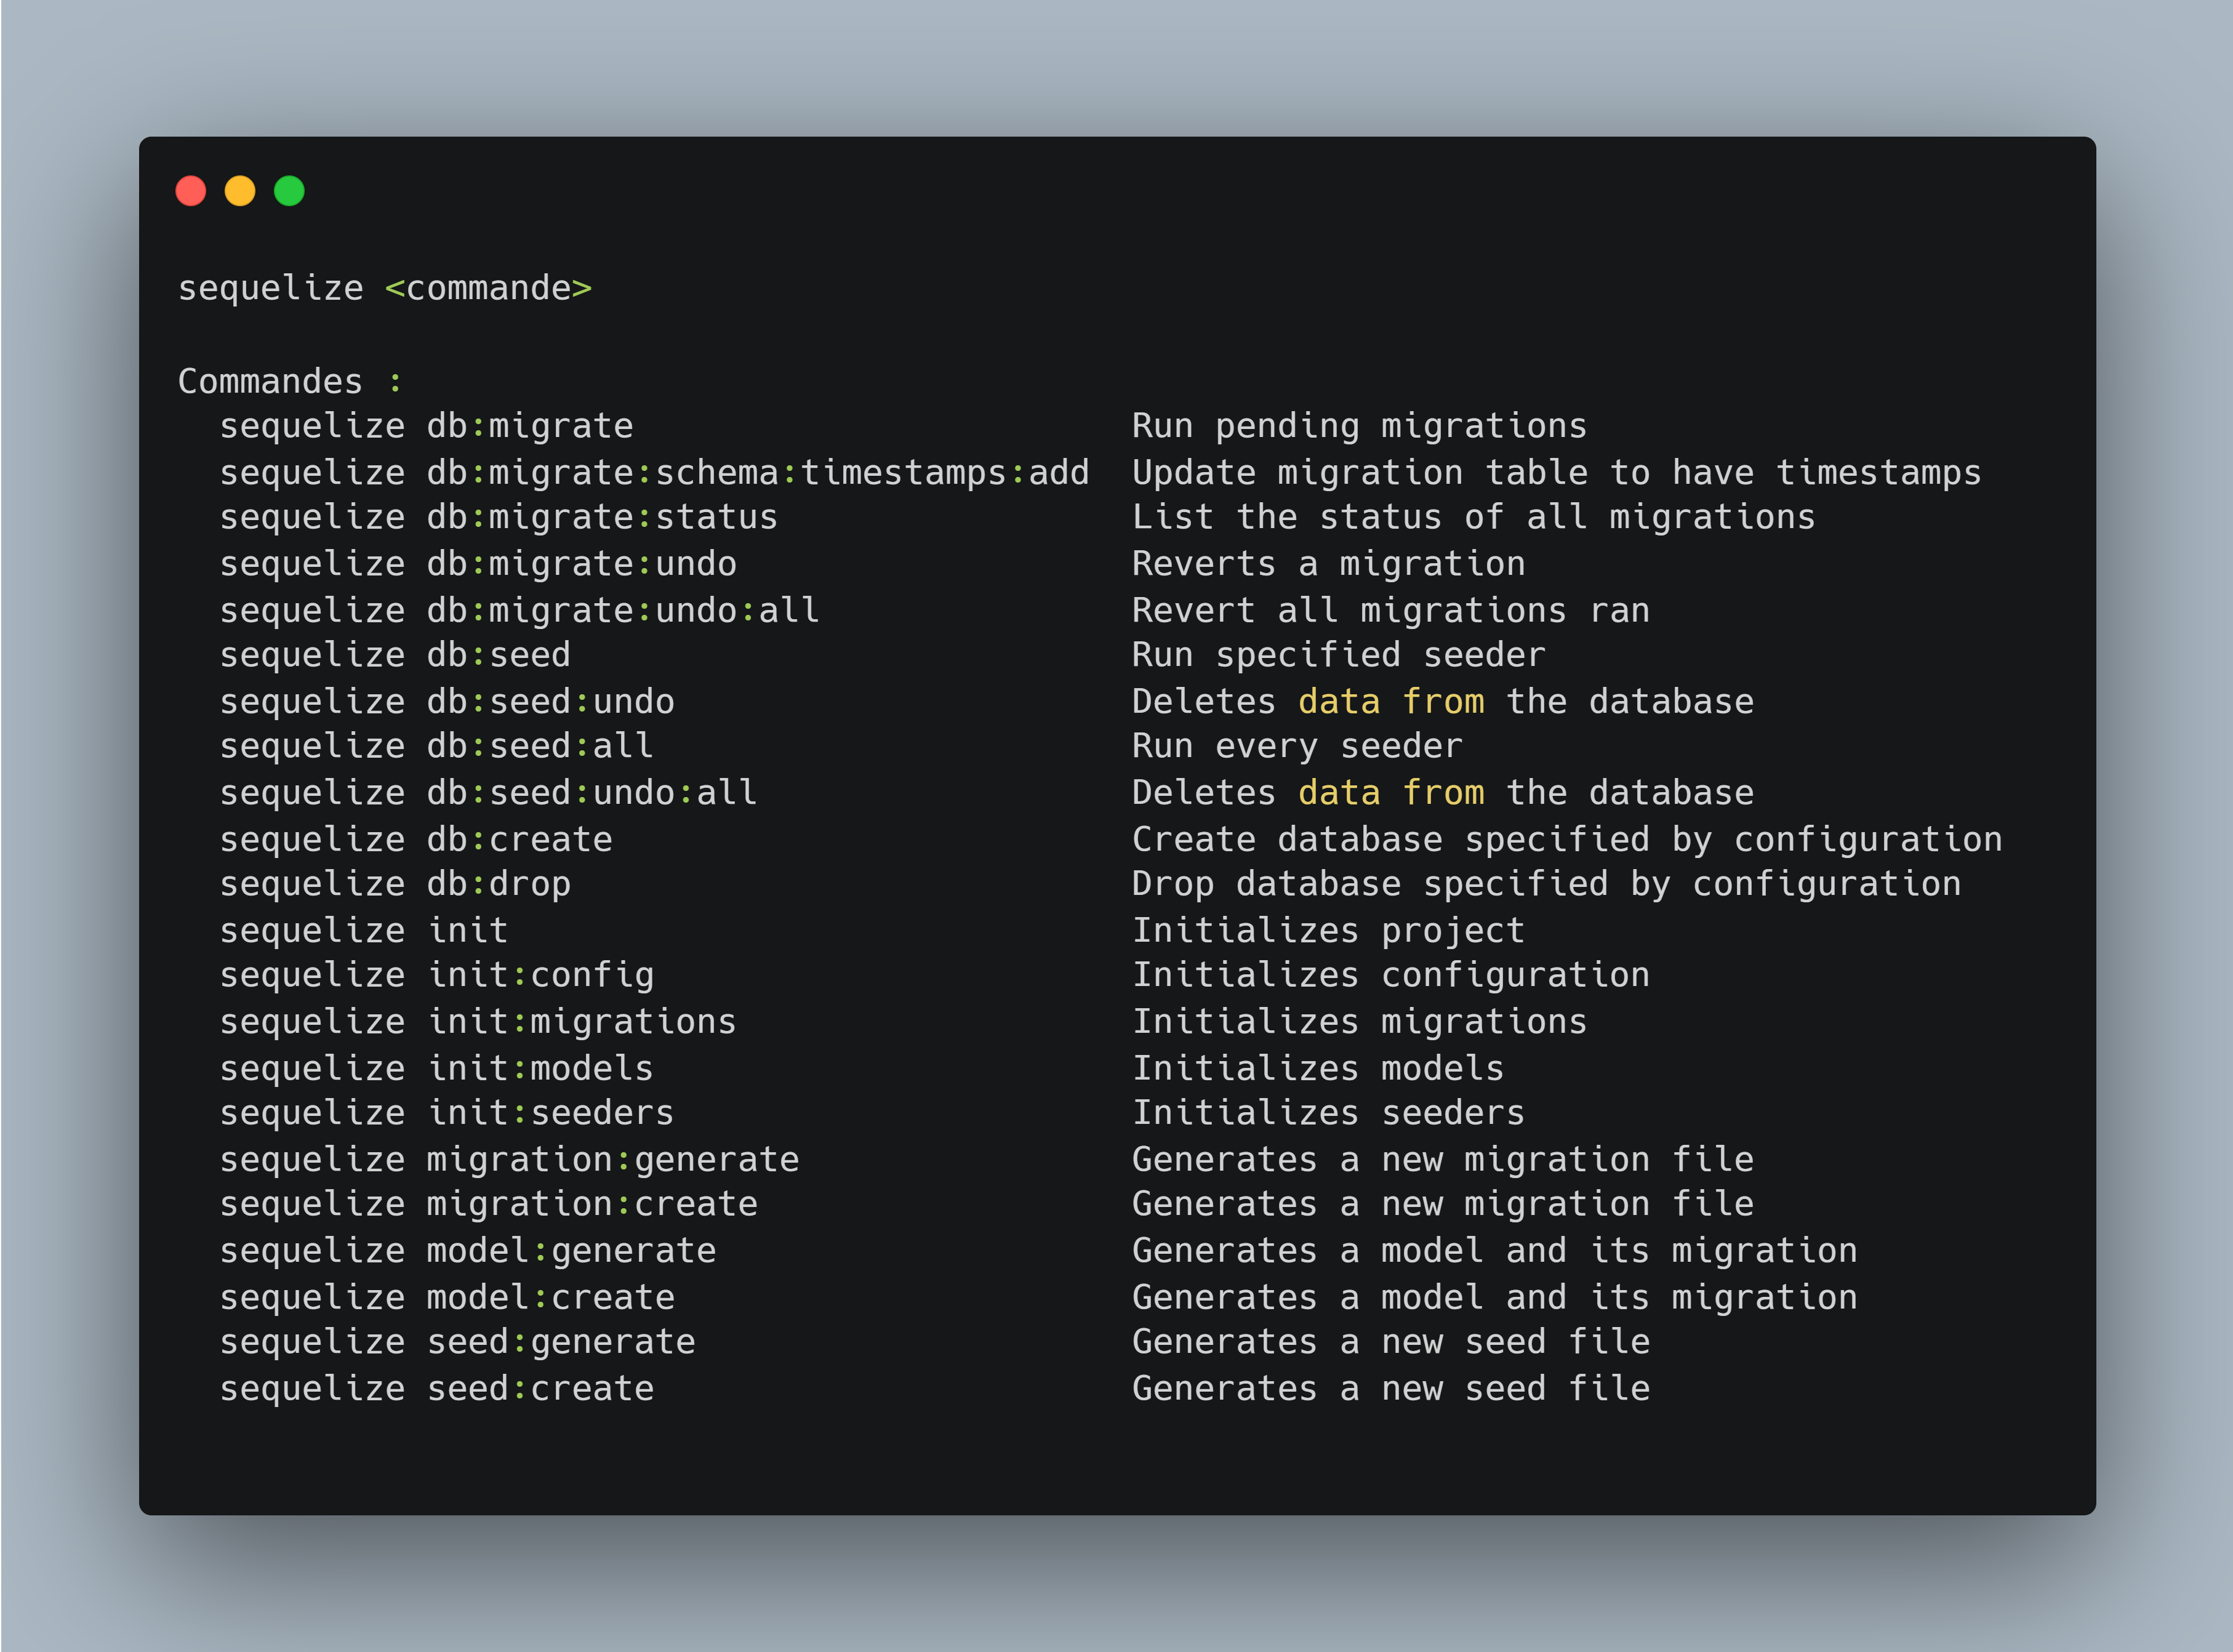 sequelize <commande>
Commandes :
sequelize db:migrate Run pending migrations
sequelize db:migrate:schema:timestamps:add Update migration table to have timestamps
sequelize db:migrate:status List the status of all migrations
sequelize db:migrate:undo Reverts a migration
sequelize db:migrate:undo:all Revert all migrations ran
sequelize db:seed Run specified seeder
sequelize db:seed:undo Deletes data from the database
sequelize db:seed:all Run every seeder
sequelize db:seed:undo:all Deletes data from the database
sequelize db:create Create database specified by configuration
sequelize db:drop Drop database specified by configuration
sequelize init Initializes project
sequelize init:config Initializes configuration
sequelize init:migrations Initializes migrations
sequelize init:models Initializes models
sequelize init:seeders Initializes seeders
sequelize migration:generate Generates a new migration file
sequelize migration:create Generates a new migration file
sequelize model:generate Generates a model and its migration
sequelize model:create Generates a model and its migration
sequelize seed:generate Generates a new seed file
sequelize seed:create Generates a new seed file